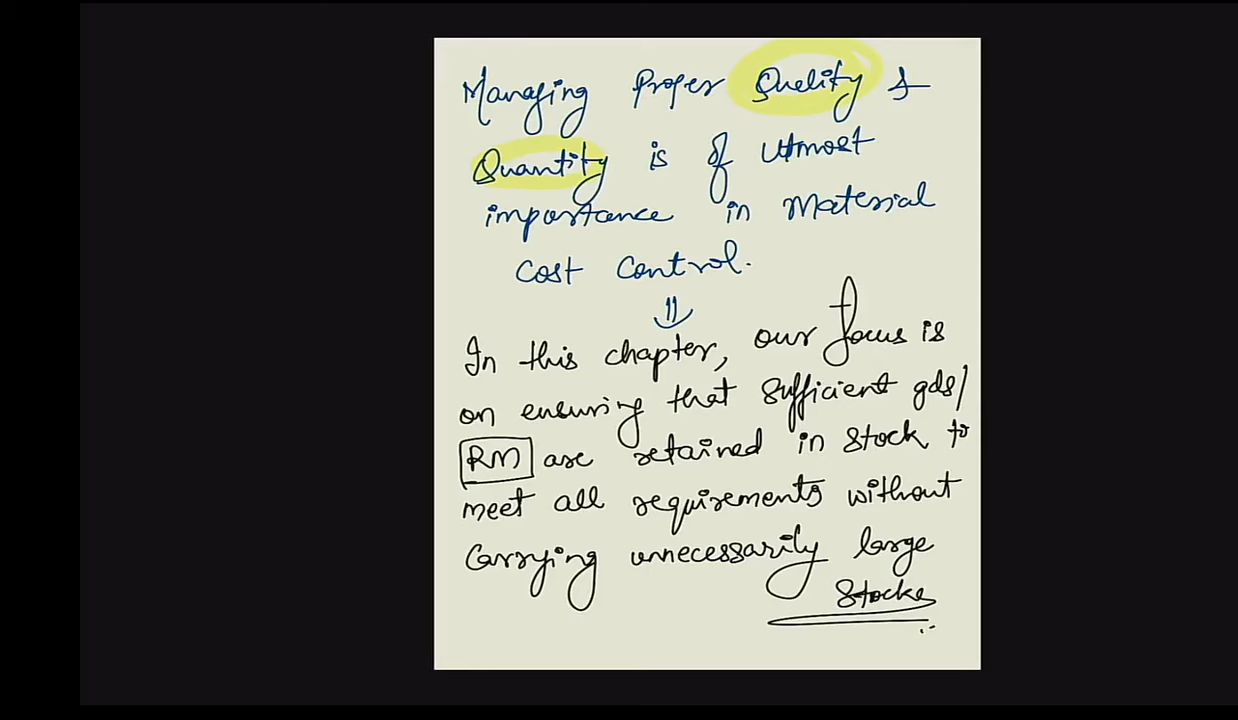 Managing Proper Quality &
Quantity is of utmost
importance in Material
Cost Control.
⇓
In this chapter, our focus is
on ensuring that sufficient gds/
RM are retained in stock to
meet all requirements without
Carrying unnecessarily large
Stocks